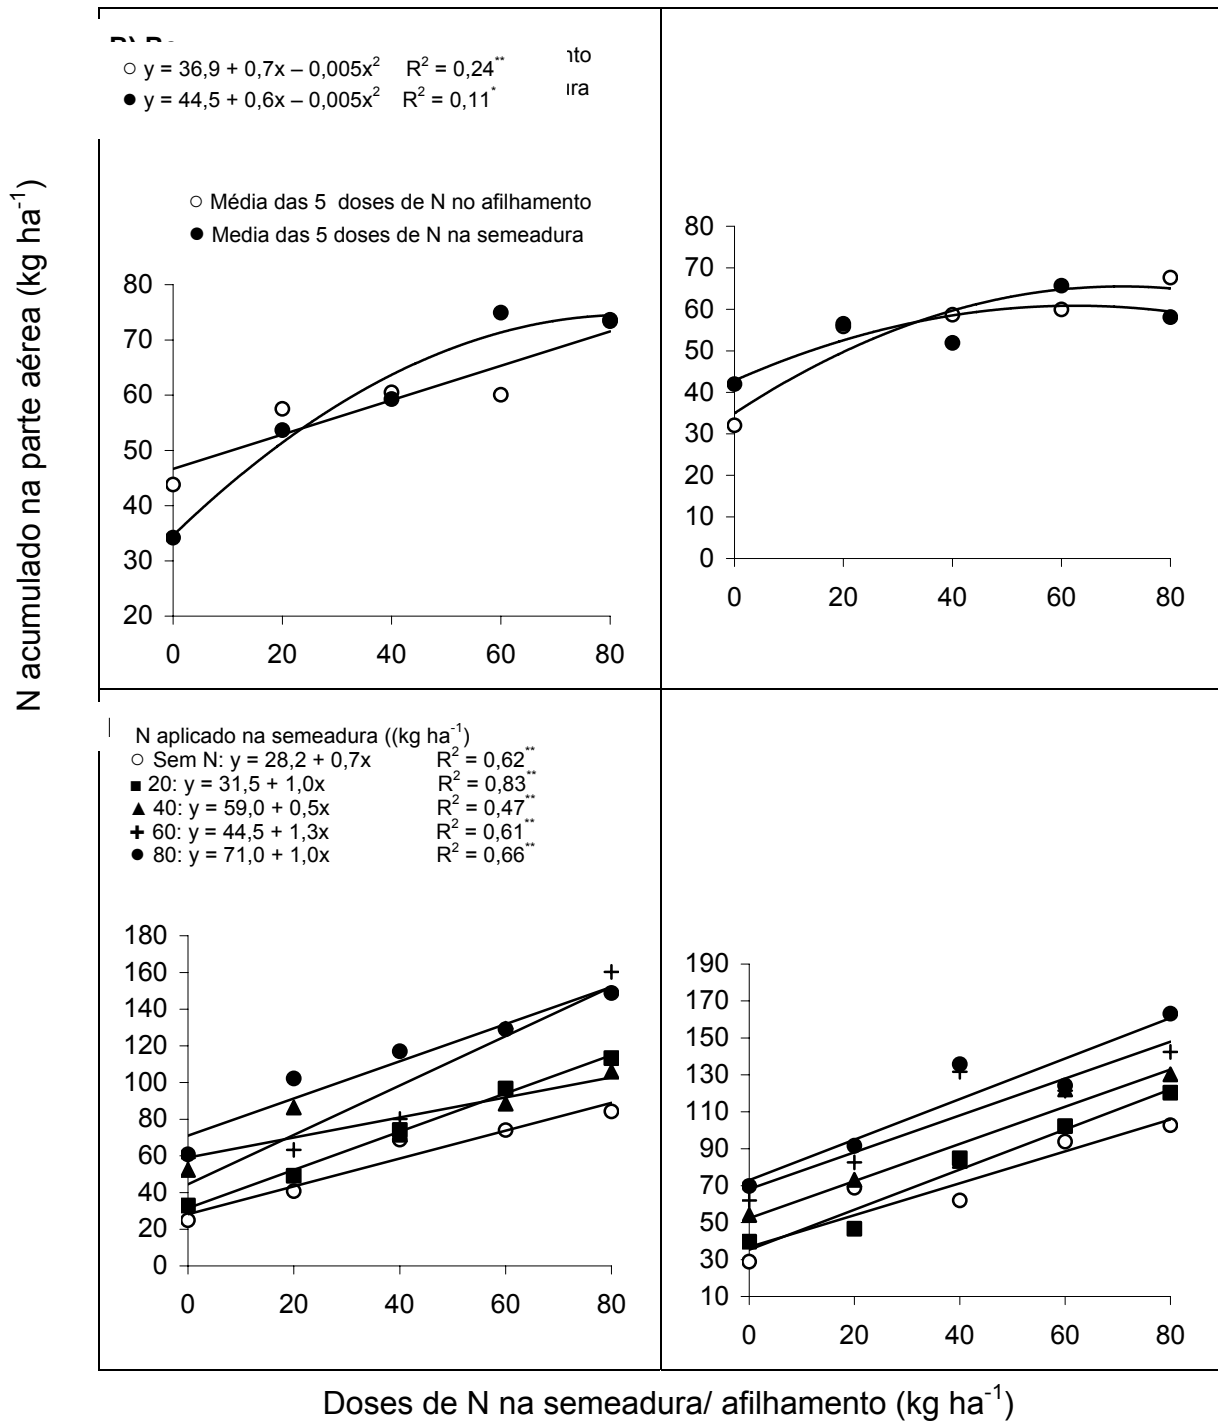 N acumulado na parte aérea (kg ha⁻¹)
○ y = 36,9 + 0,7x – 0,005x² R² = 0,24**
● y = 44,5 + 0,6x – 0,005x² R² = 0,11*
○ Média das 5 doses de N no afilhamento
● Media das 5 doses de N na semeadura
80
70
60
50
40
30
20
0 20 40 60 80
80
70
60
50
40
30
20
10
0
0 20 40 60 80
N aplicado na semeadura ((kg ha⁻¹)
○ Sem N: y = 28,2 + 0,7x R² = 0,62**
■ 20: y = 31,5 + 1,0x R² = 0,83**
▲ 40: y = 59,0 + 0,5x R² = 0,47**
+ 60: y = 44,5 + 1,3x R² = 0,61**
● 80: y = 71,0 + 1,0x R² = 0,66**
180
160
140
120
100
80
60
40
20
0
0 20 40 60 80
190
170
150
130
110
90
70
50
30
10
0 20 40 60 80
Doses de N na semeadura/ afilhamento (kg ha⁻¹)